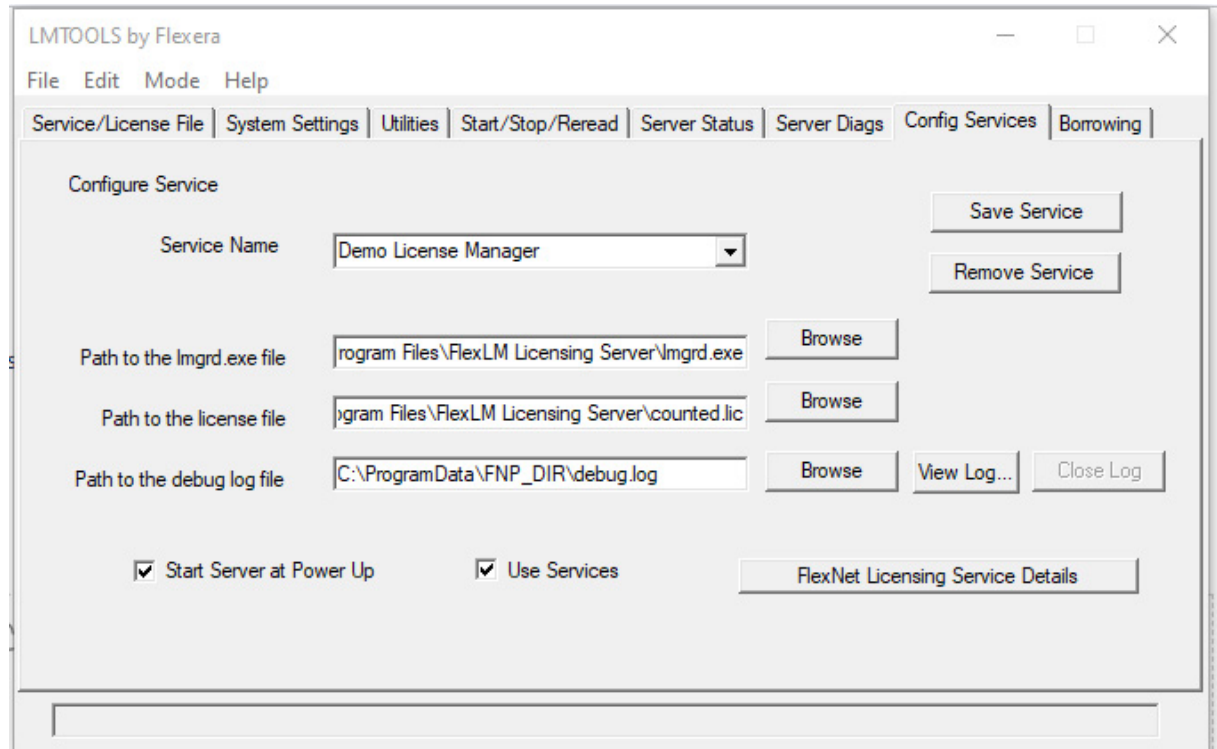 LMTOOLS by Flexera
File Edit Mode Help
Service/License File System Settings Utilities Start/Stop/Reread Server Status Server Diags Config Services Borrowing
Configure Service
Save Service
Service Name Demo License Manager
Remove Service
Path to the lmgrd.exe file rogram Files\FlexLM Licensing Server\lmgrd.exe Browse
Path to the license file ogram Files\FlexLM Licensing Server\counted.lic Browse
Path to the debug log file C:\ProgramData\FNP_DIR\debug.log Browse View Log... Close Log
Start Server at Power Up Use Services FlexNet Licensing Service Details